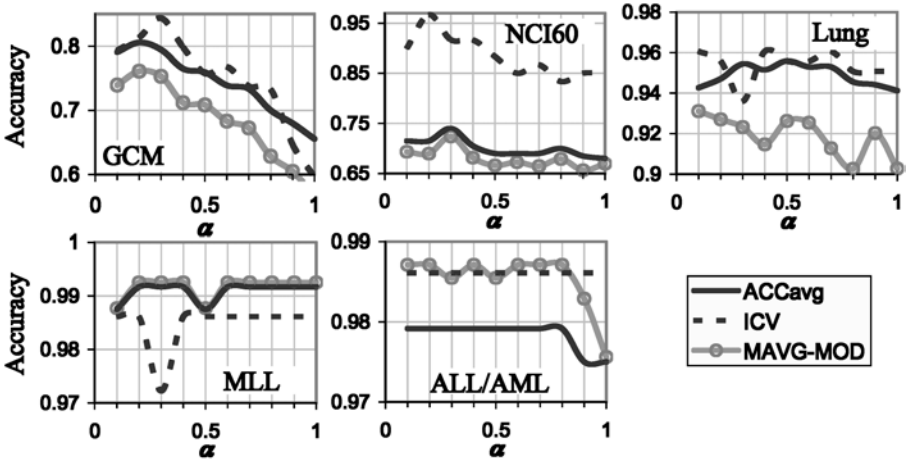 Accuracy
0.8
0.7
0.6
GCM
0
0.5
1
α
0.95
0.85
0.75
0.65
NCI60
0
0.5
1
α
0.98
0.96
0.94
0.92
0.9
Lung
0
0.5
1
α
Accuracy
1
0.99
0.98
0.97
MLL
0
0.5
1
α
0.99
0.98
0.97
ALL/AML
0
0.5
1
α
ACCavg
ICV
MAVG-MOD